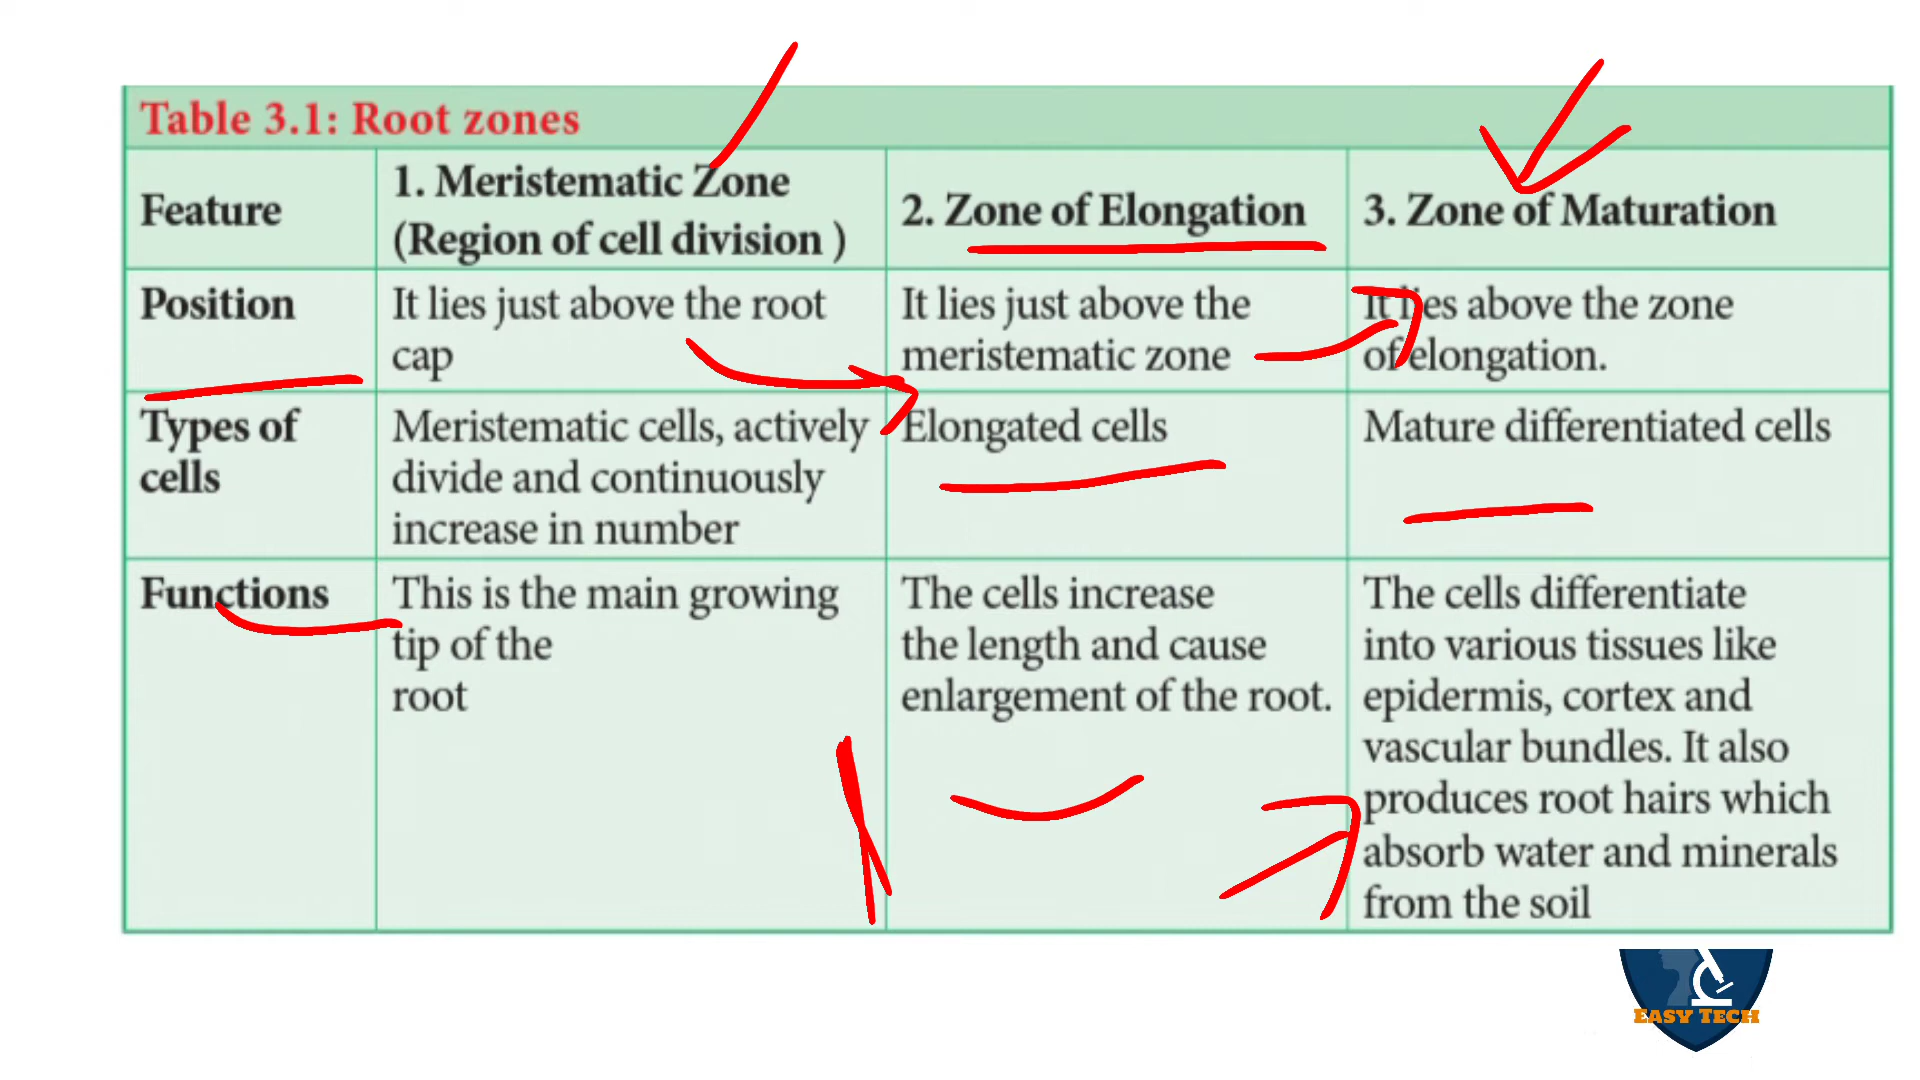 Table 3.1: Root zones
Feature
1. Meristematic Zone
(Region of cell division )
2. Zone of Elongation
3. Zone of Maturation
Position
It lies just above the root
cap
It lies just above the
meristematic zone
It lies above the zone
of elongation.
Types of
cells
Meristematic cells, actively
divide and continuously
increase in number
Elongated cells
Mature differentiated cells
Functions
This is the main growing
tip of the
root
The cells increase
the length and cause
enlargement of the root.
The cells differentiate
into various tissues like
epidermis, cortex and
vascular bundles. It also
produces root hairs which
absorb water and minerals
from the soil
EASY TECH